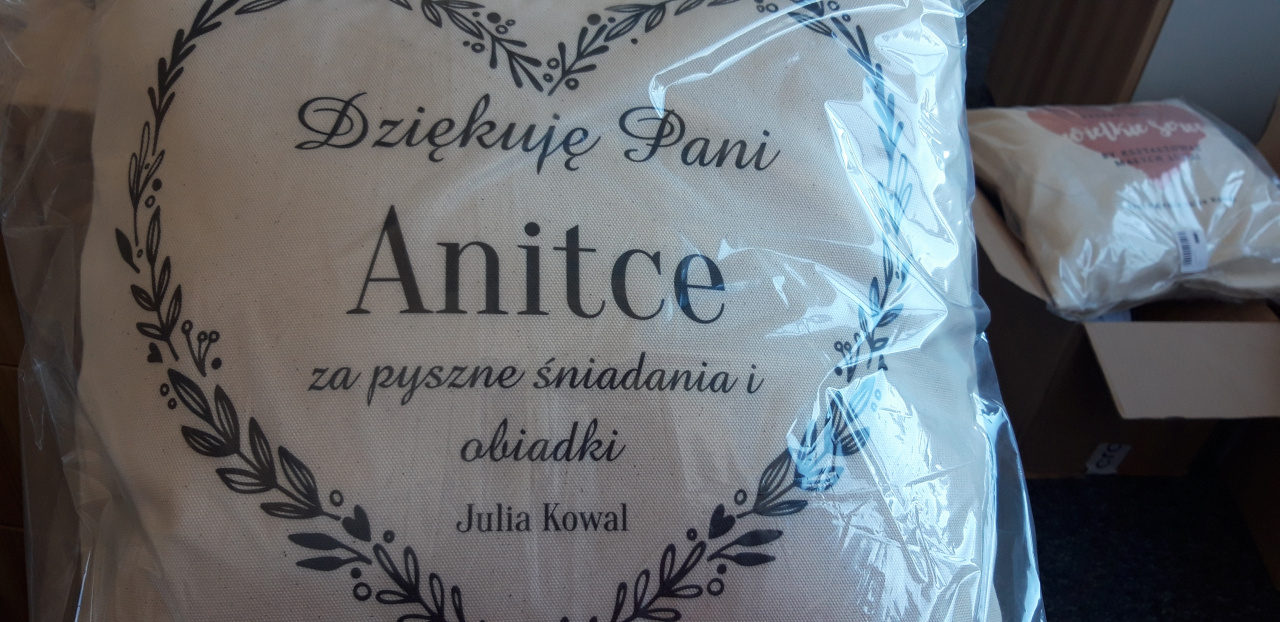 Dziękuję Pani
Anitce
za pyszne śniadania i
obiadki
Julia Kowal